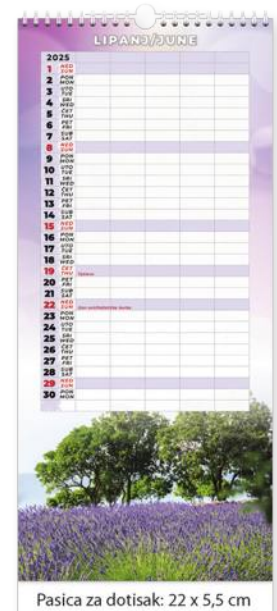 LIPANJ/JUNE
2025
1 NED SUN
2 PON MON
3 UTO TUE
4 SRI WED
5 ČET THU
6 PET FRI
7 SUB SAT
8 NED SUN
9 PON MON
10 UTO TUE
11 SRI WED
12 ČET THU
13 PET FRI
14 SUB SAT
15 NED SUN
16 PON MON
17 UTO TUE
18 SRI WED
19 ČET THU Tijelovo
20 PET FRI
21 SUB SAT
22 NED SUN Dan antifašističke borbe
23 PON MON
24 UTO TUE
25 SRI WED
26 ČET THU
27 PET FRI
28 SUB SAT
29 NED SUN
30 PON MON
Pasica za dotisak: 22 x 5,5 cm